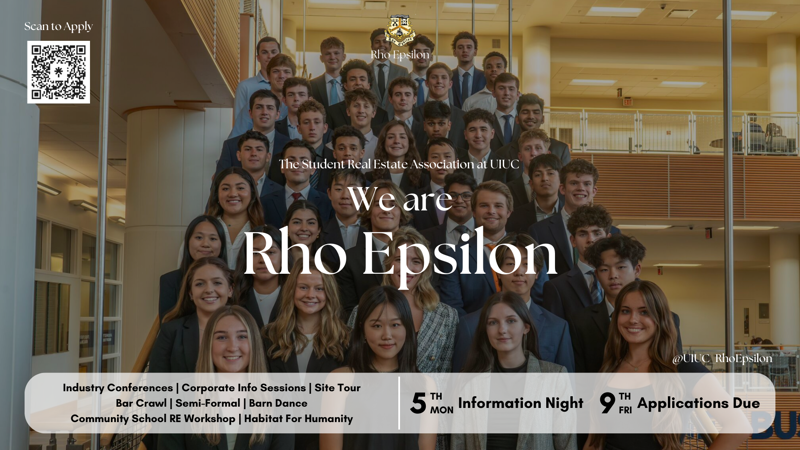 Scan to Apply
Rho Epsilon
The Student Real Estate Association at UIUC
We are
Rho Epsilon
@UIUC_RhoEpsilon
Industry Conferences | Corporate Info Sessions | Site Tour
Bar Crawl | Semi-Formal | Barn Dance
Community School RE Workshop | Habitat For Humanity
5 TH MON Information Night
9 TH FRI Applications Due
BU